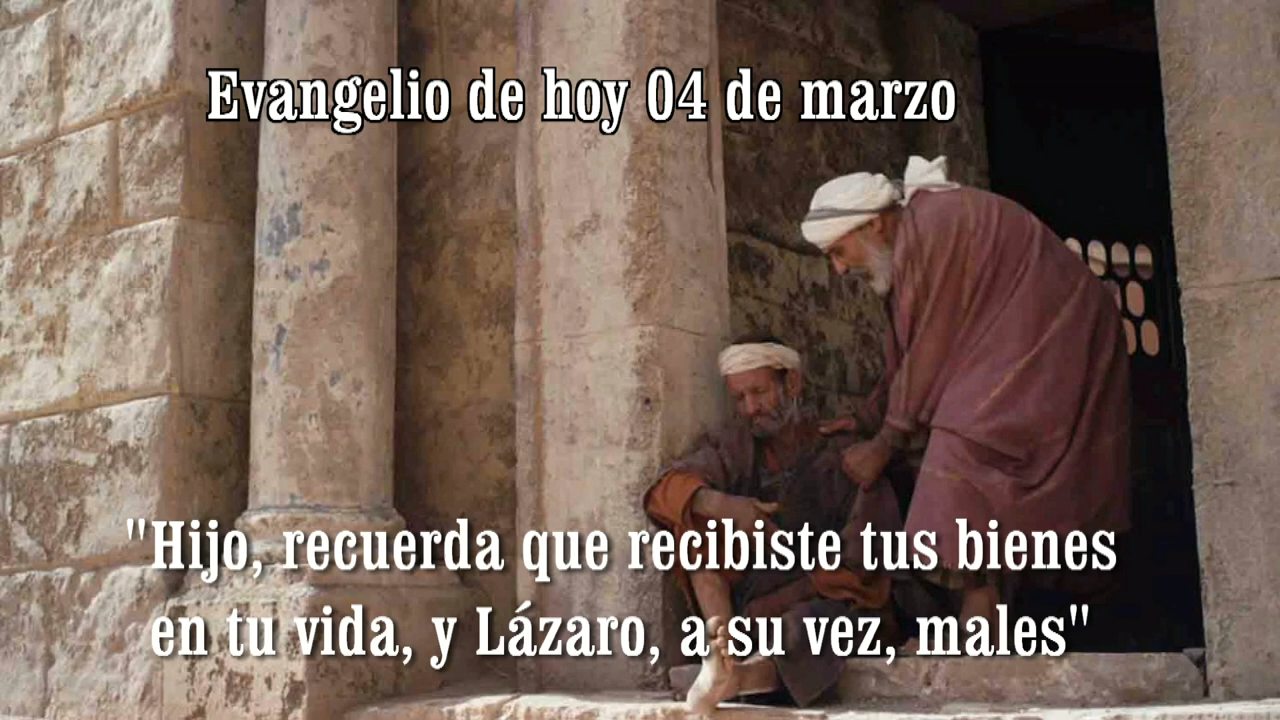 Evangelio de hoy 04 de marzo
"Hijo, recuerda que recibiste tus bienes
en tu vida, y Lázaro, a su vez, males"